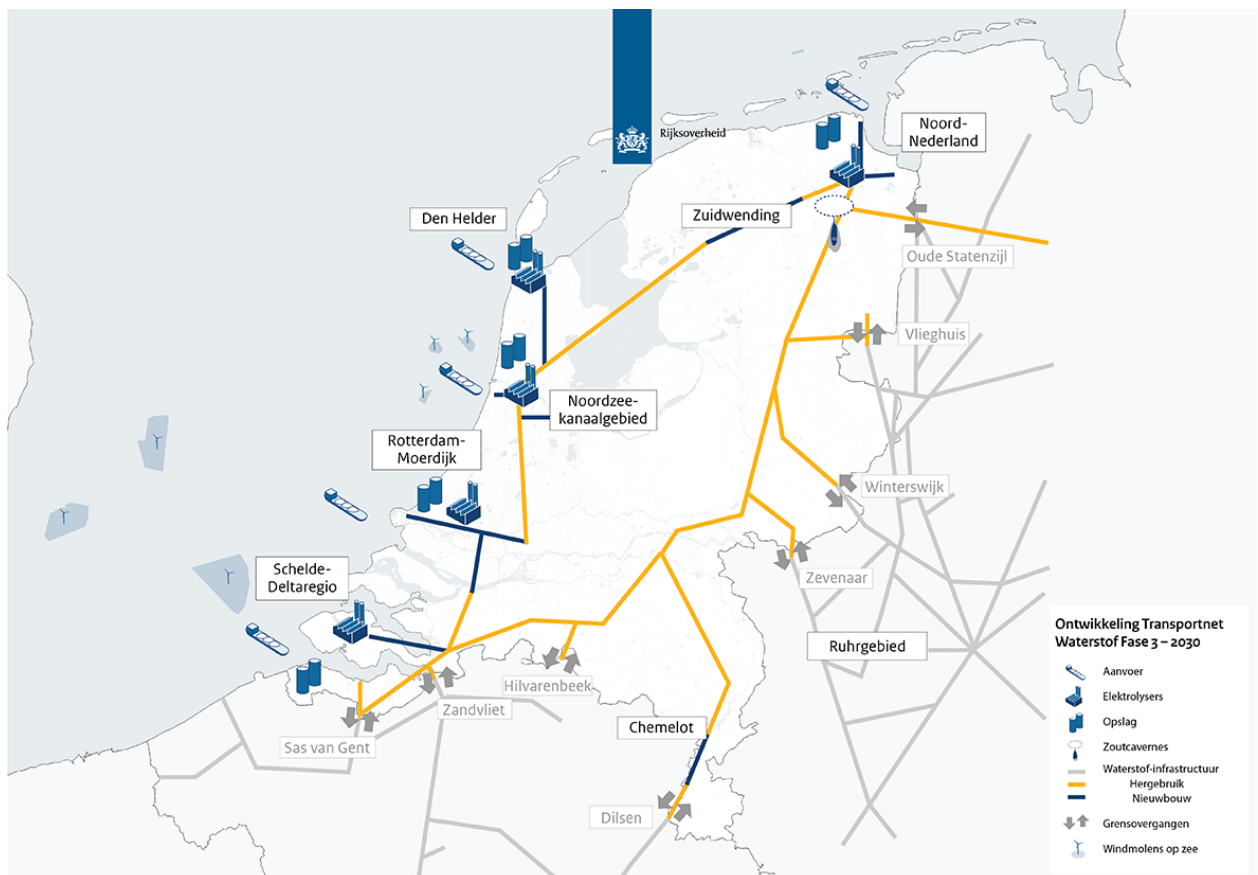 Rijksoverheid
Noord-
Nederland
Den Helder
Zuidwending
Oude Statenzijl
Vlieghuis
Noordzee-
kanaalgebied
Rotterdam-
Moerdijk
Winterswijk
Schelde-
Deltaregio
Zevenaar
Ruhrgebied
Hilvarenbeek
Zandvliet
Chemelot
Sas van Gent
Dilsen
Ontwikkeling Transportnet
Waterstof Fase 3 – 2030
Aanvoer
Elektrolysers
Opslag
Zoutcavernes
Waterstof-infrastructuur
Hergebruik
Nieuwbouw
Grensovergangen
Windmolens op zee